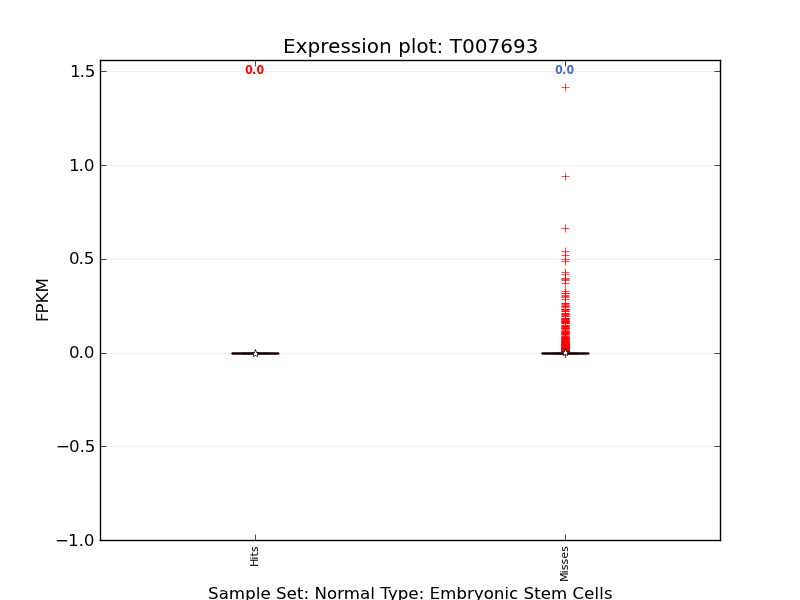 Expression plot: T007693
0.0 0.0
1.5
1.0
0.5
0.0
−0.5
−1.0
FPKM
Hits Misses
Sample Set: Normal Type: Embryonic Stem Cells